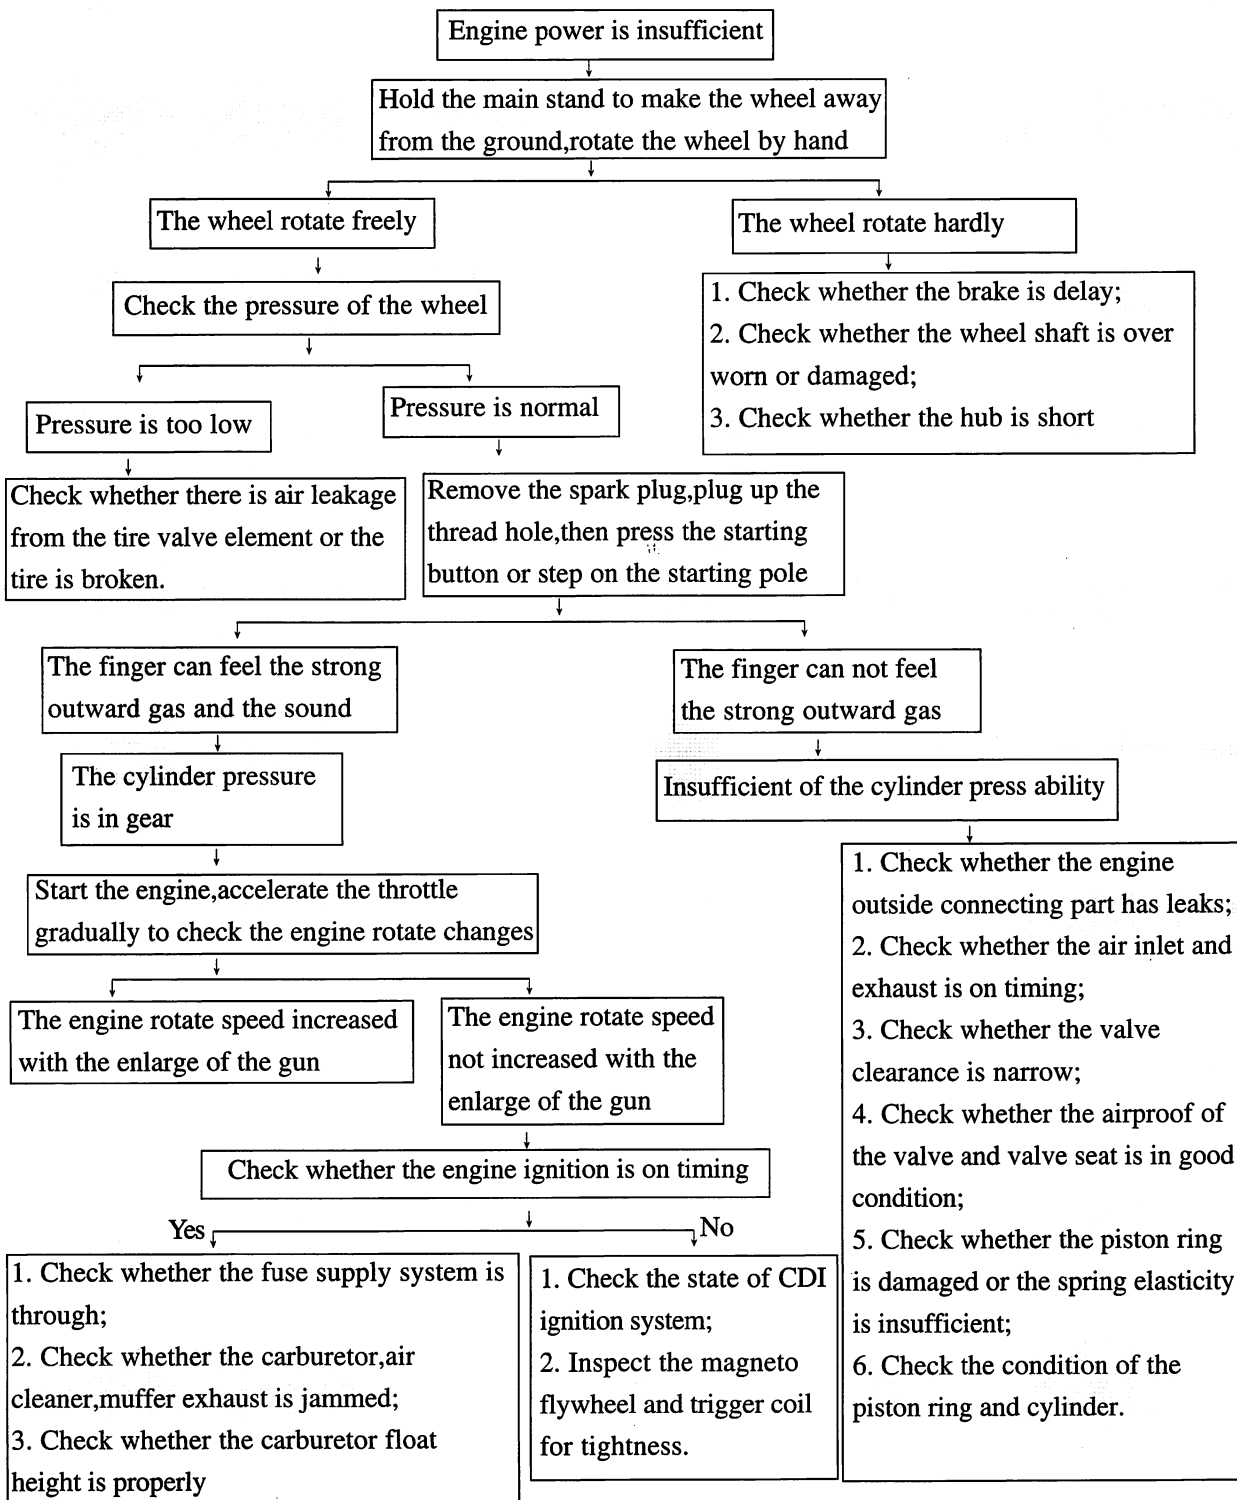 Engine power is insufficient
Hold the main stand to make the wheel away
from the ground,rotate the wheel by hand
The wheel rotate freely
The wheel rotate hardly
Check the pressure of the wheel
1. Check whether the brake is delay;
2. Check whether the wheel shaft is over
worn or damaged;
3. Check whether the hub is short
Pressure is too low
Pressure is normal
Check whether there is air leakage
from the tire valve element or the
tire is broken.
Remove the spark plug,plug up the
thread hole,then press the starting
button or step on the starting pole
The finger can feel the strong
outward gas and the sound
The finger can not feel
the strong outward gas
The cylinder pressure
is in gear
Insufficient of the cylinder press ability
Start the engine,accelerate the throttle
gradually to check the engine rotate changes
1. Check whether the engine
outside connecting part has leaks;
2. Check whether the air inlet and
exhaust is on timing;
3. Check whether the valve
clearance is narrow;
4. Check whether the airproof of
the valve and valve seat is in good
condition;
5. Check whether the piston ring
is damaged or the spring elasticity
is insufficient;
6. Check the condition of the
piston ring and cylinder.
The engine rotate speed increased
with the enlarge of the gun
The engine rotate speed
not increased with the
enlarge of the gun
Check whether the engine ignition is on timing
Yes
No
1. Check whether the fuse supply system is
through;
2. Check whether the carburetor,air
cleaner,muffer exhaust is jammed;
3. Check whether the carburetor float
height is properly
1. Check the state of CDI
ignition system;
2. Inspect the magneto
flywheel and trigger coil
for tightness.